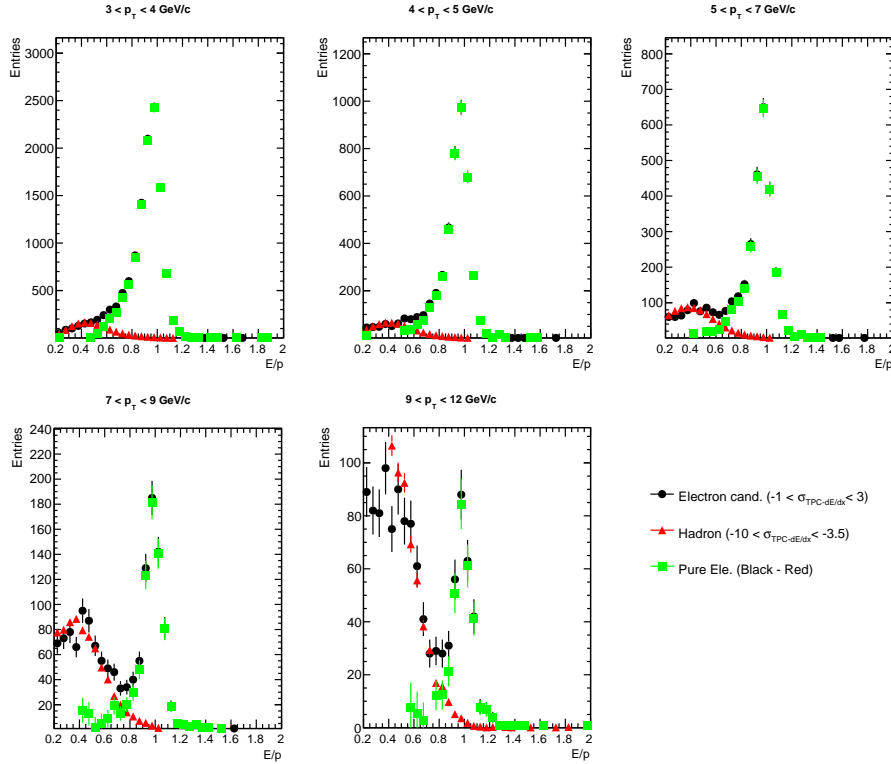 3 < p_T < 4 GeV/c
4 < p_T < 5 GeV/c
5 < p_T < 7 GeV/c
Entries
3000
2500
2000
1500
1000
500
0.2 0.4 0.6 0.8 1 1.2 1.4 1.6 1.8 2
E/p
Entries
1200
1000
800
600
400
200
0.2 0.4 0.6 0.8 1 1.2 1.4 1.6 1.8 2
E/p
Entries
800
700
600
500
400
300
200
100
0.2 0.4 0.6 0.8 1 1.2 1.4 1.6 1.8 2
E/p
7 < p_T < 9 GeV/c
9 < p_T < 12 GeV/c
Entries
240
220
200
180
160
140
120
100
80
60
40
20
0.2 0.4 0.6 0.8 1 1.2 1.4 1.6 1.8 2
E/p
Entries
100
80
60
40
20
0
0.2 0.4 0.6 0.8 1 1.2 1.4 1.6 1.8 2
E/p
Electron cand. (-1 < σ_TPC-dE/dx < 3)
Hadron (-10 < σ_TPC-dE/dx < -3.5)
Pure Ele. (Black - Red)